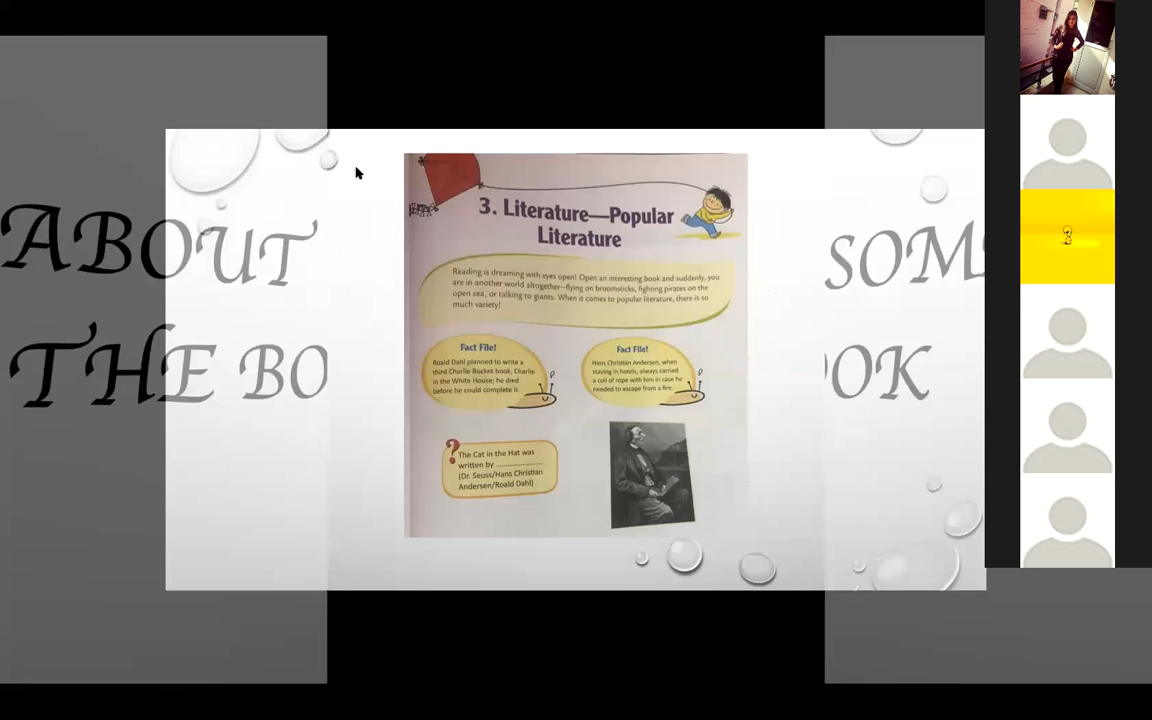 ABOUT
THE BO
SOM
OOK
3. Literature—Popular
Literature
Reading is dreaming with eyes open! Open an interesting book and suddenly, you
are in another world altogether—flying on broomsticks, fighting pirates on the
open sea, or talking to giants. When it comes to popular literature, there is so
much variety!
Fact File!
Roald Dahl planned to write a
third Charlie Bucket book, Charlie
in the White House; he died
before he could complete it.
Fact File!
Hans Christian Andersen, when
staying in hotels, always carried
a coil of rope with him in case he
needed to escape from a fire.
?
The Cat in the Hat was
written by ..................
(Dr. Seuss/Hans Christian
Andersen/Roald Dahl)